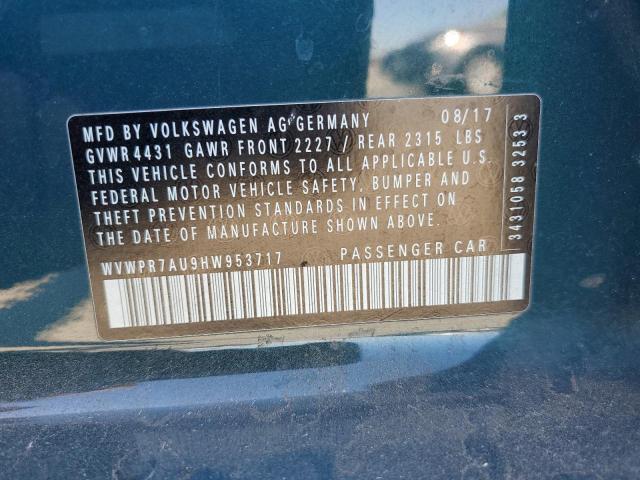 MFD BY VOLKSWAGEN AG GERMANY 08/17
GVWR 4431 GAWR FRONT 2227 / REAR 2315 LBS
THIS VEHICLE CONFORMS TO ALL APPLICABLE U.S.
FEDERAL MOTOR VEHICLE SAFETY, BUMPER AND
THEFT PREVENTION STANDARDS IN EFFECT ON
THE DATE OF MANUFACTURE SHOWN ABOVE.
WVWPR7AU9HW953717 PASSENGER CAR
3431058 3253 3